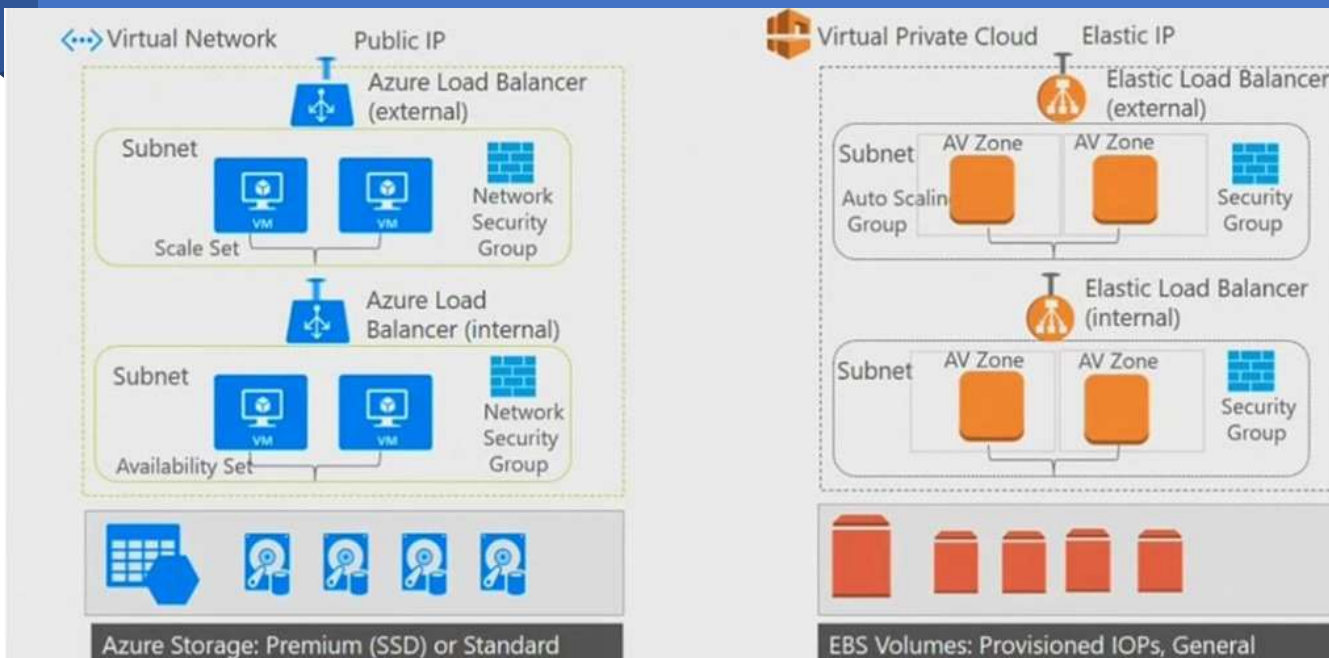 Virtual Network
Public IP
Azure Load Balancer
(external)
Subnet
VM
VM
Network
Security
Group
Scale Set
Azure Load
Balancer (internal)
Subnet
VM
VM
Network
Security
Group
Availability Set
Azure Storage: Premium (SSD) or Standard
Virtual Private Cloud
Elastic IP
Elastic Load Balancer
(external)
Subnet
AV Zone
AV Zone
Auto Scalin
Group
Security
Group
Elastic Load Balancer
(internal)
Subnet
AV Zone
AV Zone
Security
Group
EBS Volumes: Provisioned IOPs, General